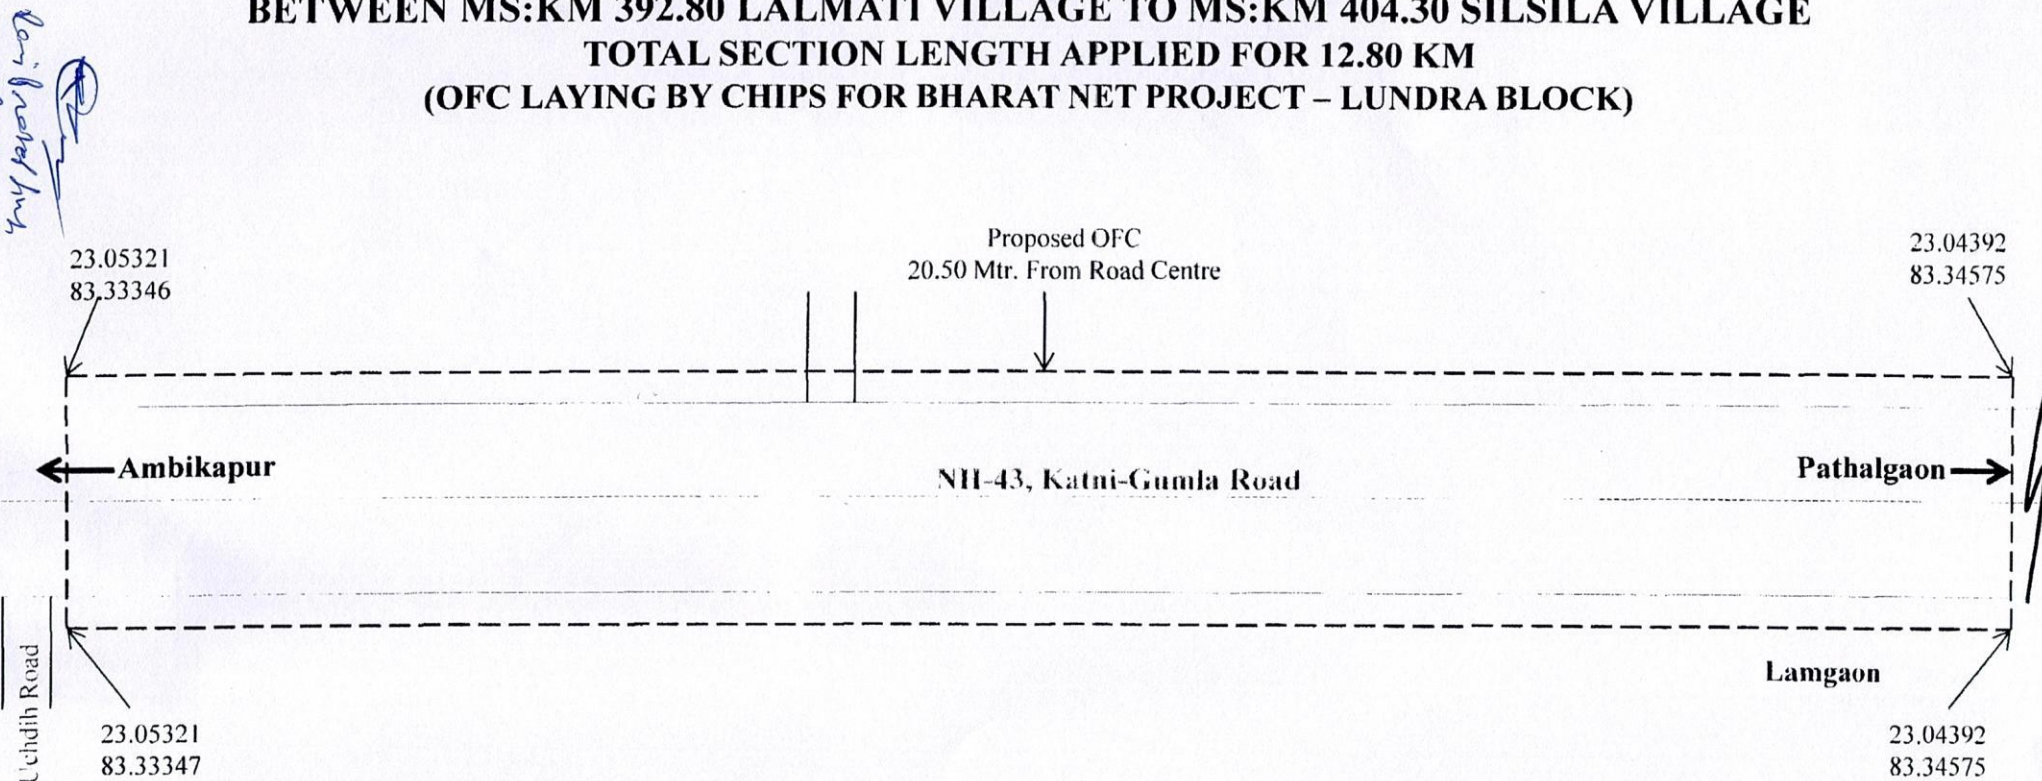 BETWEEN MS:KM 392.80 LALMATI VILLAGE TO MS:KM 404.30 SILSILA VILLAGE
TOTAL SECTION LENGTH APPLIED FOR 12.80 KM
(OFC LAYING BY CHIPS FOR BHARAT NET PROJECT – LUNDRA BLOCK)
23.05321
83.33346
Proposed OFC
20.50 Mtr. From Road Centre
23.04392
83.34575
Ambikapur
NH-43, Katni-Gumla Road
Pathalgaon
Lamgaon
Uchdih Road
23.05321
83.33347
23.04392
83.34575